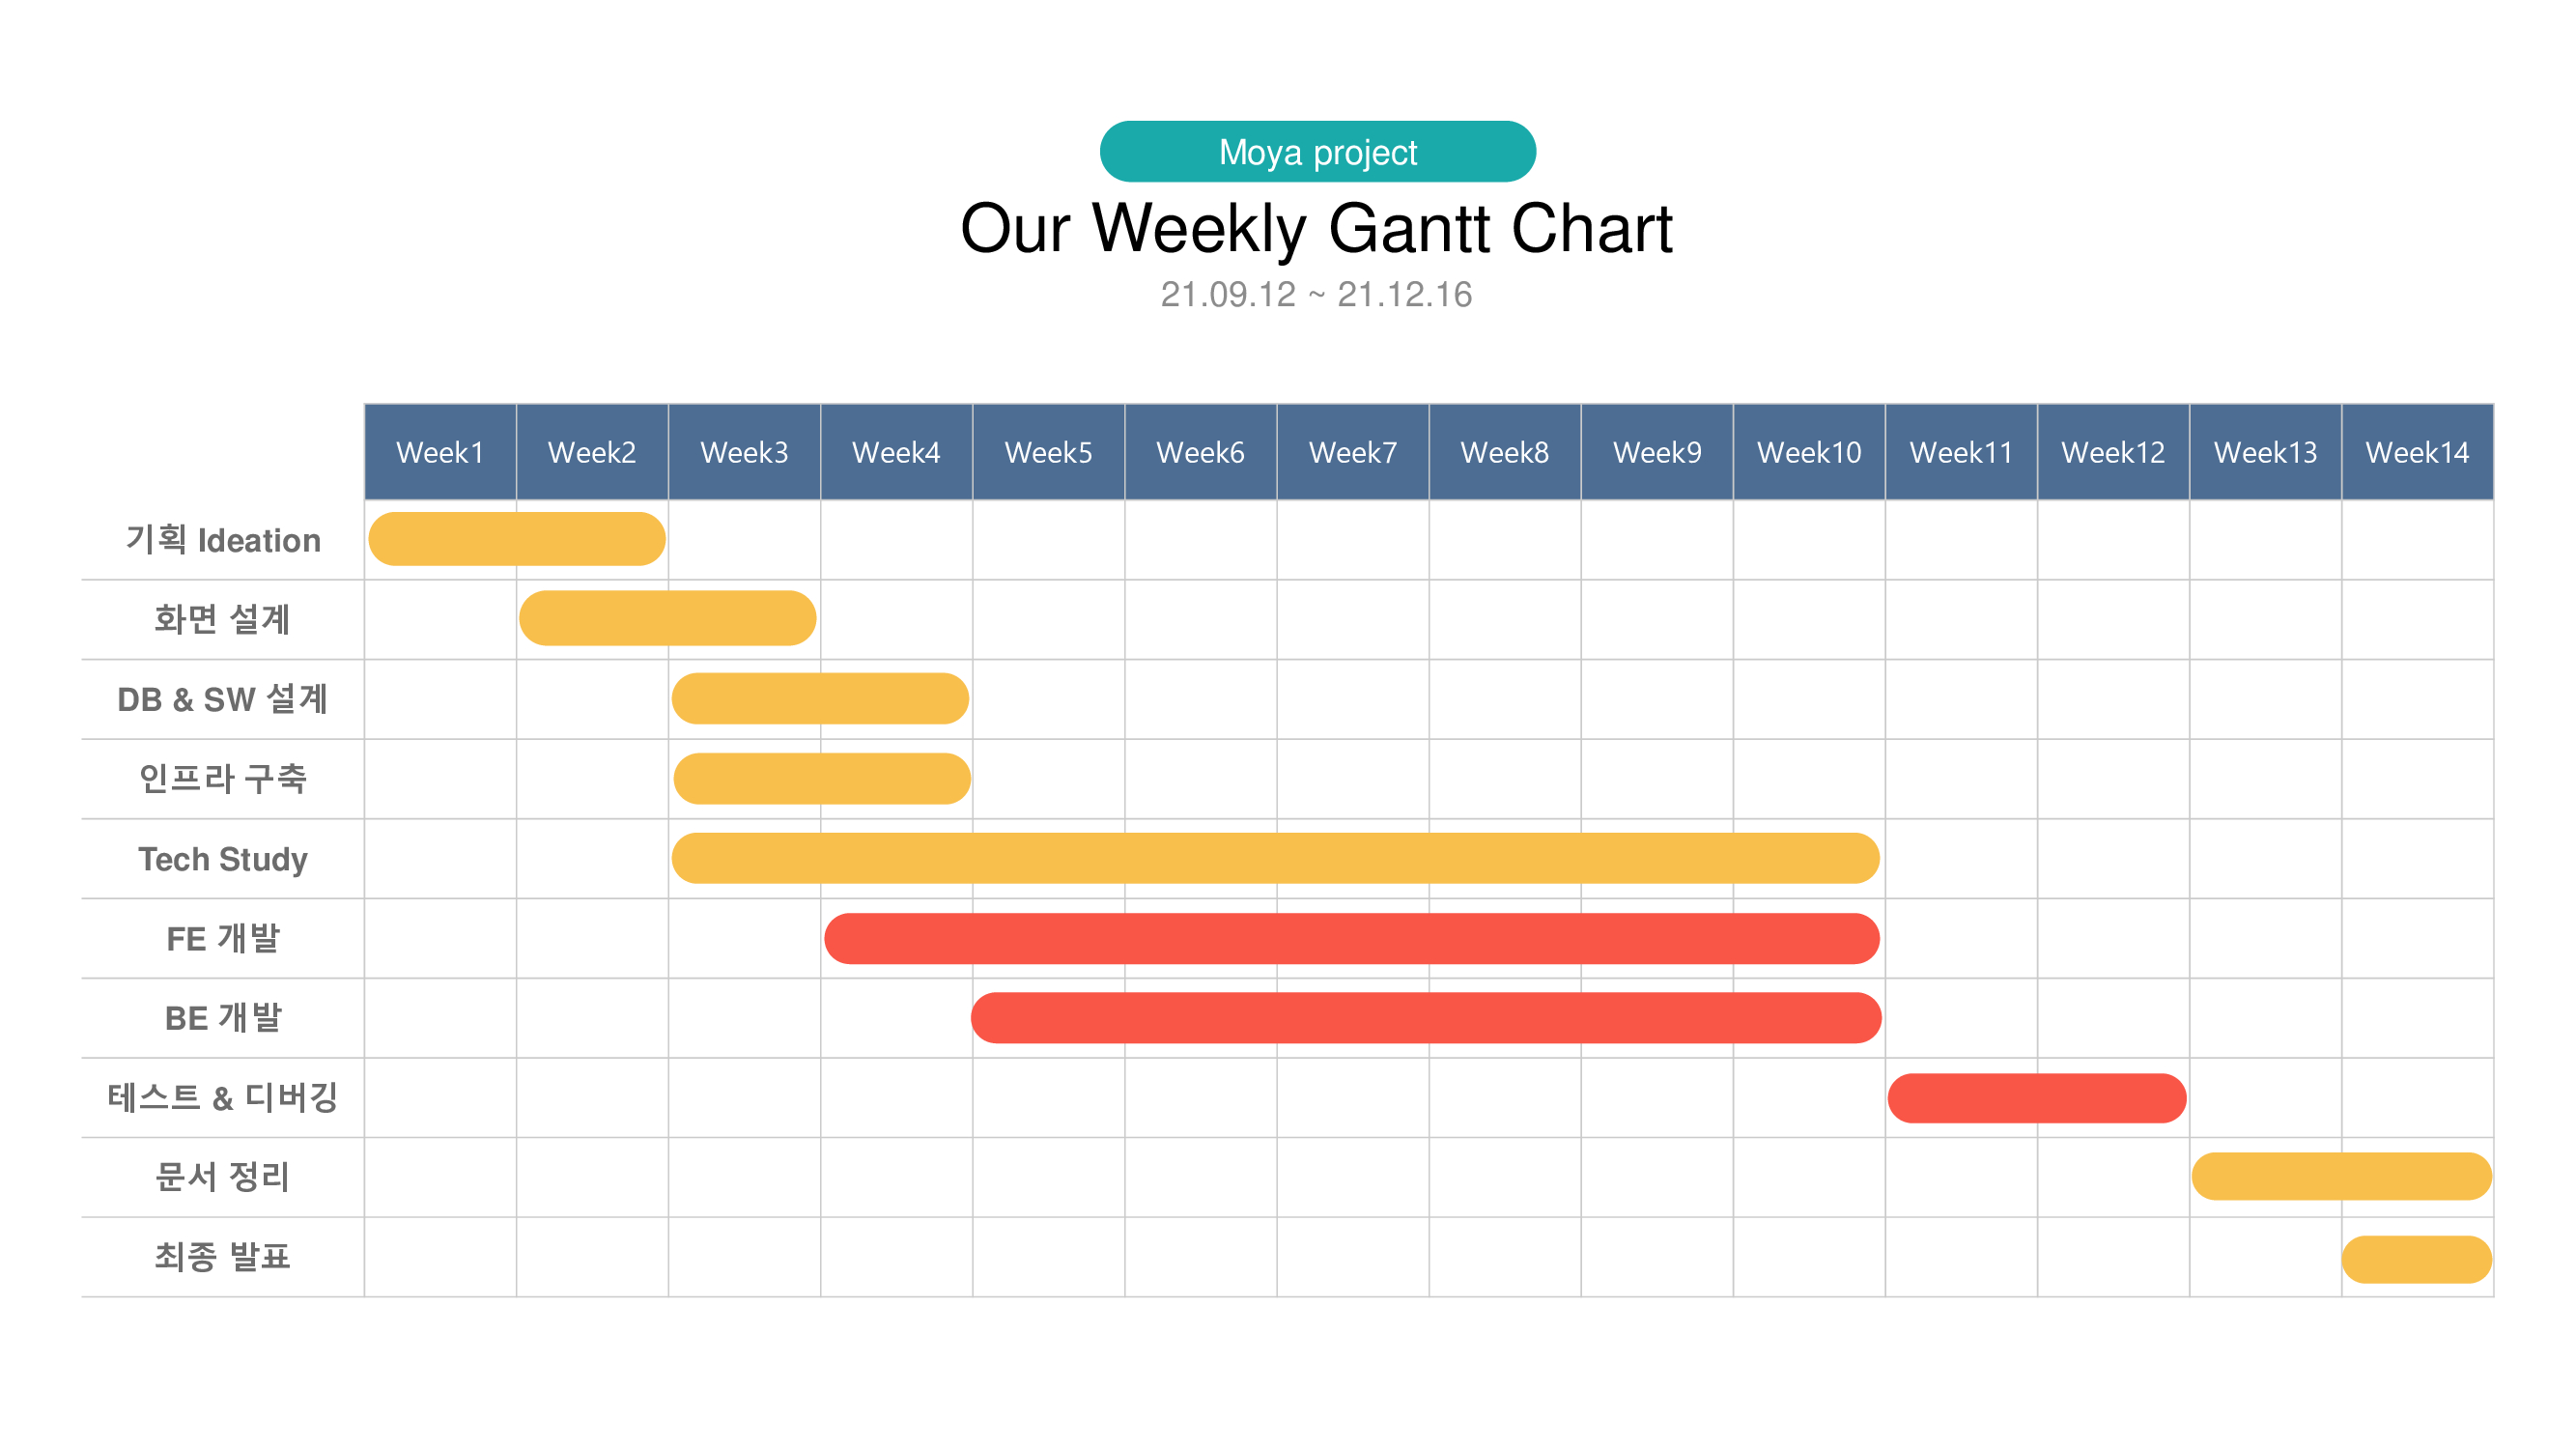 Moya project
Our Weekly Gantt Chart
21.09.12 ~ 21.12.16
Week1 Week2 Week3 Week4 Week5 Week6 Week7 Week8 Week9 Week10 Week11 Week12 Week13 Week14
기획 Ideation
화면 설계
DB & SW 설계
인프라 구축
Tech Study
FE 개발
BE 개발
테스트 & 디버깅
문서 정리
최종 발표